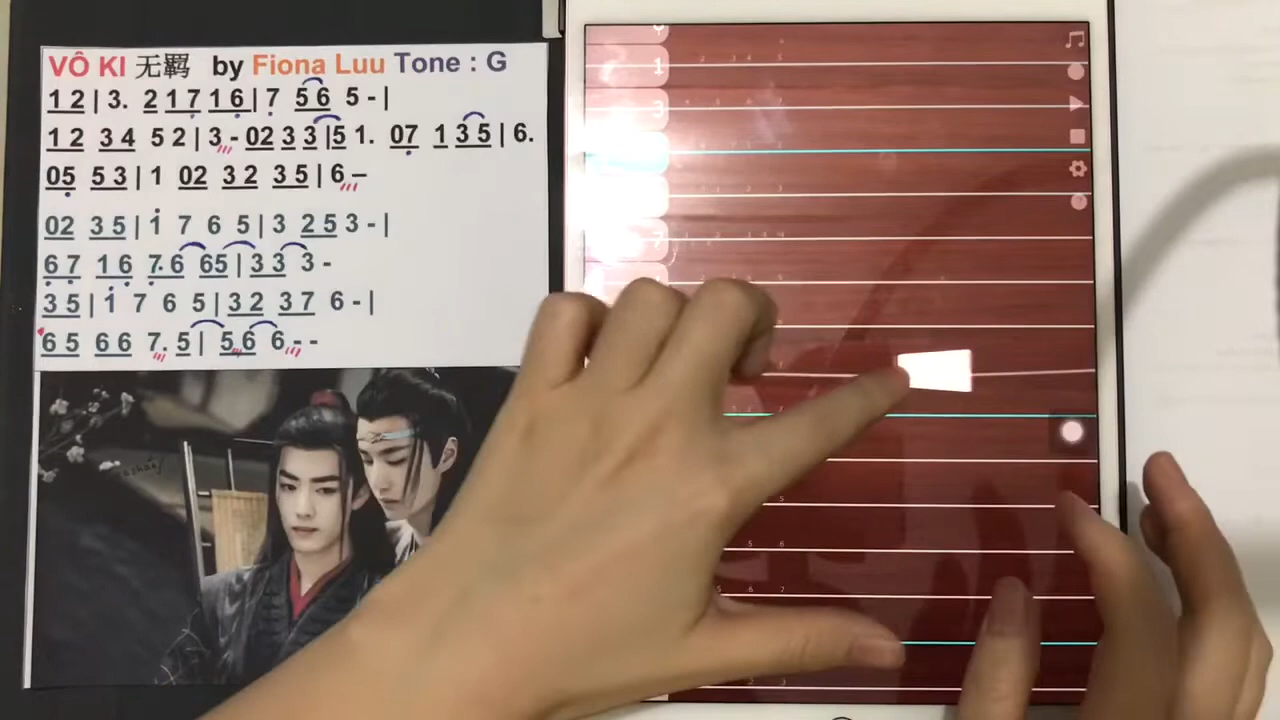 VÔ KI 无羁 by Fiona Luu Tone : G
1 2 | 3. 2 1 7 1 6 | 7 5 6 5 - |
1 2 3 4 5 2 | 3 - 02 3 3 | 5 1. 07 1 3 5 | 6.
05 5 3 | 1 02 3 2 3 5 | 6 –
02 3 5 | 1 7 6 5 | 3 2 5 3 - |
6 7 1 6 7. 6 65 | 3 3 3 -
3 5 | 1 7 6 5 | 3 2 3 7 6 - |
6 5 6 6 7. 5 | 5 6 6 - -
1
3